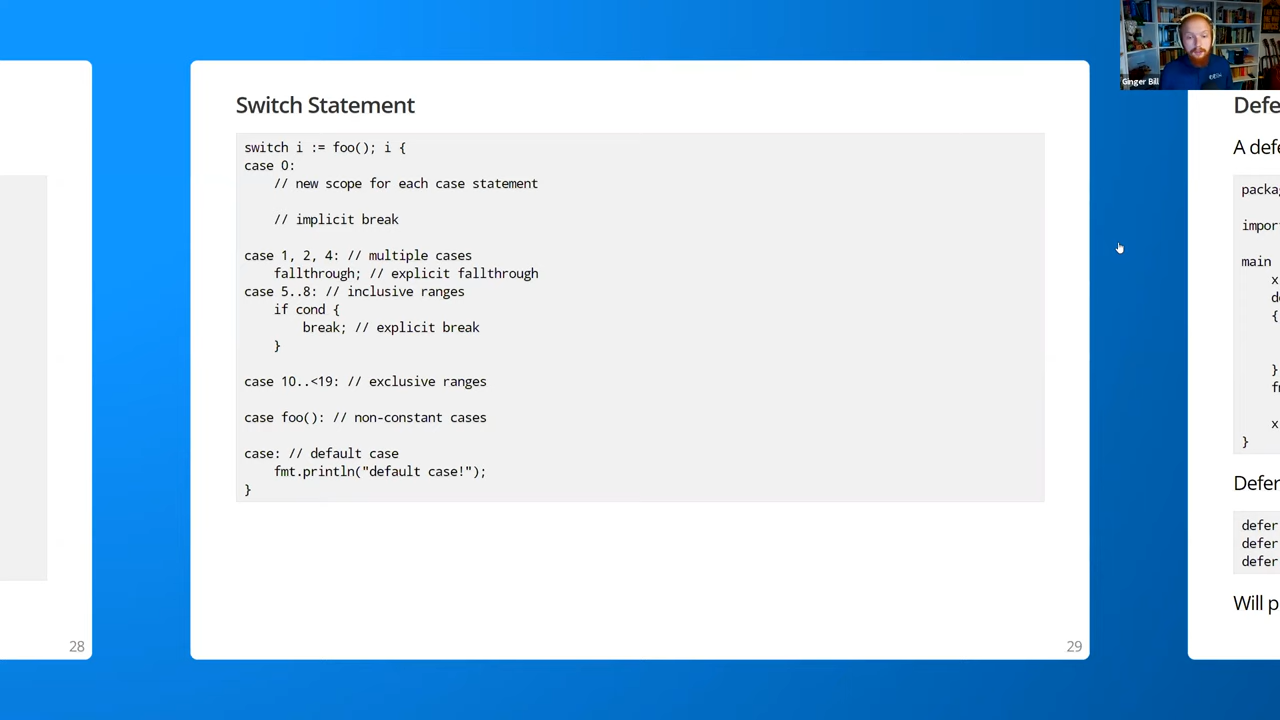 Ginger Bill
Switch Statement
switch i := foo(); i {
case 0:
    // new scope for each case statement
    // implicit break
case 1, 2, 4: // multiple cases
    fallthrough; // explicit fallthrough
case 5..8: // inclusive ranges
    if cond {
        break; // explicit break
    }
case 10..<19: // exclusive ranges
case foo(): // non-constant cases
case: // default case
    fmt.println("default case!");
}
28
29
Defe
A defe
packa
impor
main
x
de
{
}
fm
x
}
Defer
defer
defer
defer
Will p